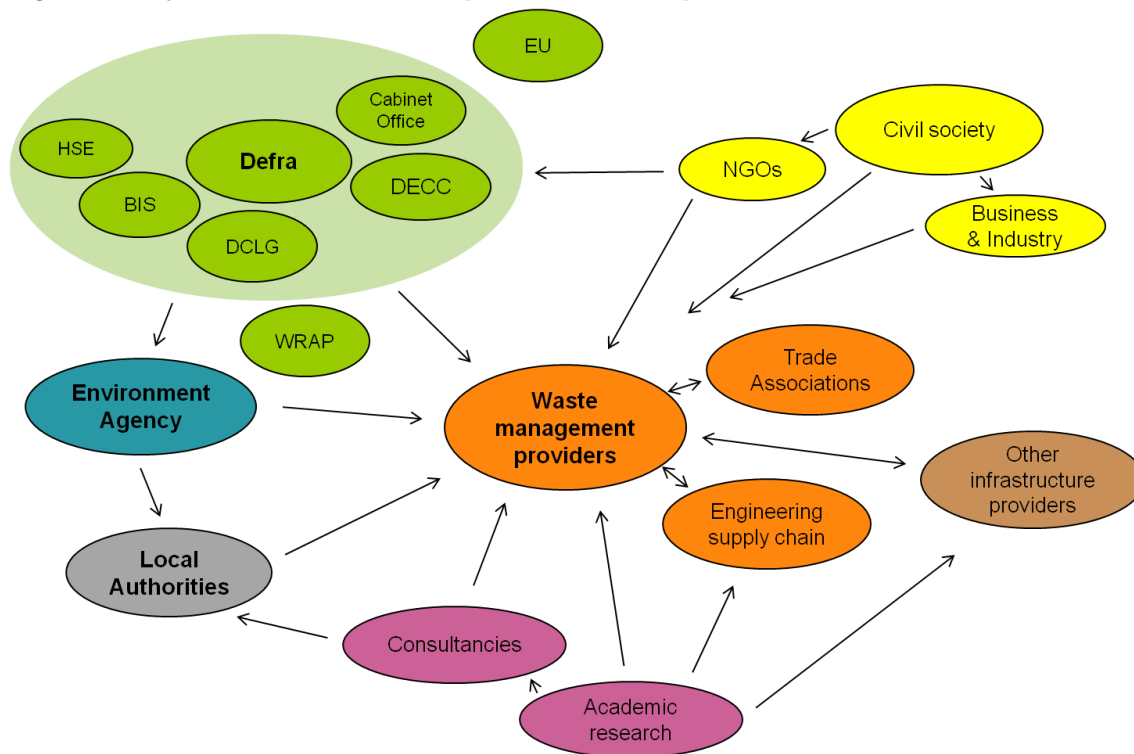 EU
Cabinet
Office
HSE
Defra
BIS
DECC
DCLG
Civil society
NGOs
Business
& Industry
WRAP
Trade
Associations
Environment
Agency
Waste
management
providers
Other
infrastructure
providers
Engineering
supply chain
Local
Authorities
Consultancies
Academic
research